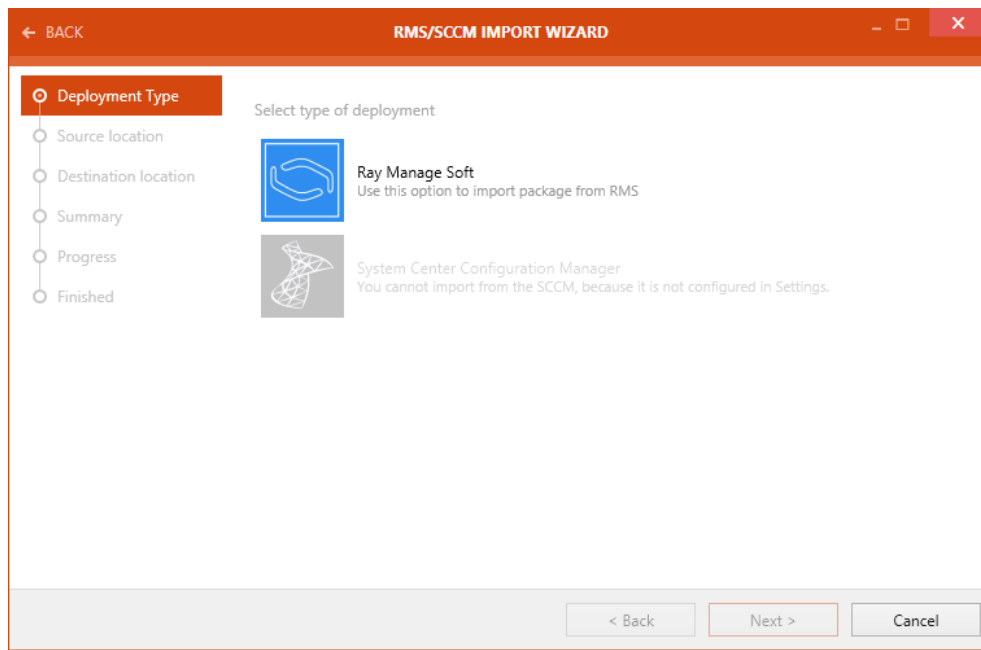 BACK
RMS/SCCM IMPORT WIZARD
Deployment Type
Source location
Destination location
Summary
Progress
Finished
Select type of deployment
Ray Manage Soft
Use this option to import package from RMS
System Center Configuration Manager
You cannot import from the SCCM, because it is not configured in Settings.
< Back
Next >
Cancel